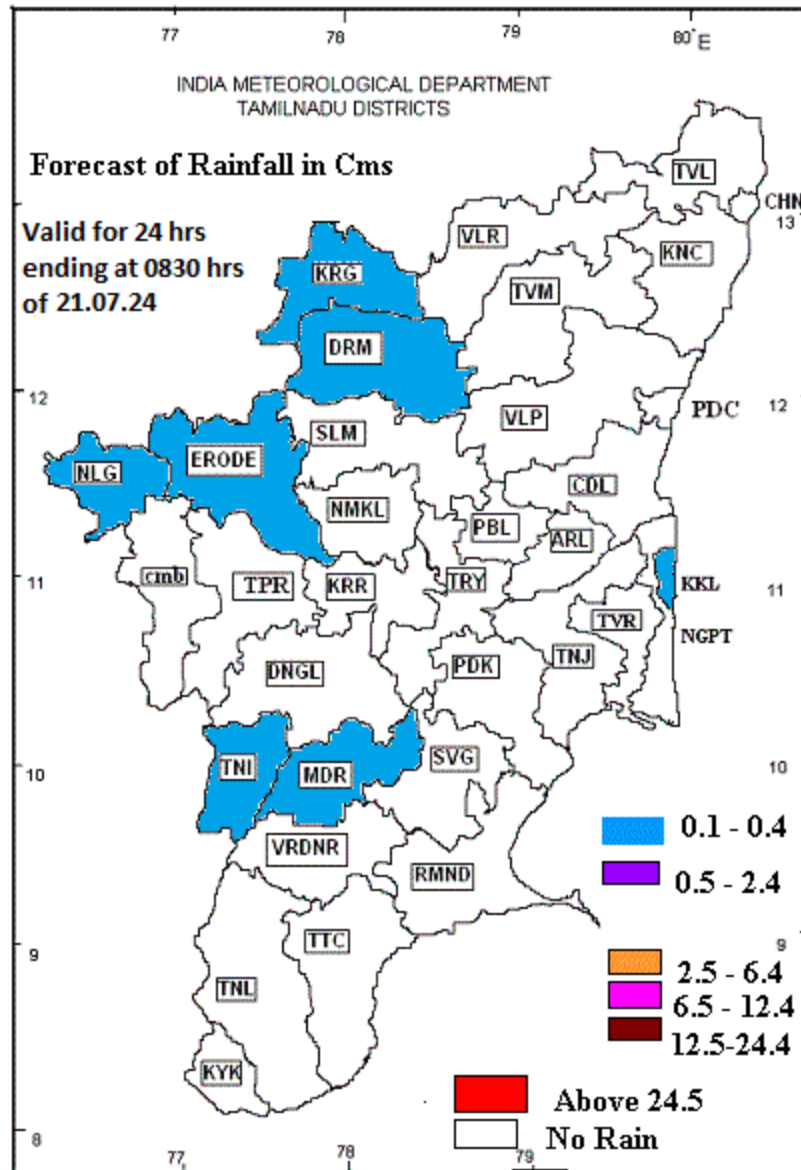 77 78 79 80°E
INDIA METEOROLOGICAL DEPARTMENT
TAMILNADU DISTRICTS
Forecast of Rainfall in Cms
TVL
CHN
13
Valid for 24 hrs
ending at 0830 hrs
of 21.07.24
VLR
KNC
KRG
TVM
DRM
12
12
PDC
VLP
SLM
ERODE
NLG
CDL
NMKL
PBL
ARL
11
cmb
TPR
KRR
TRY
KKL
11
TVR
NGPT
DNGL
PDK
TNJ
10
TNI
MDR
SVG
10
0.1 - 0.4
VRDNR
RMND
0.5 - 2.4
9
TTC
9
2.5 - 6.4
TNL
6.5 - 12.4
12.5-24.4
KYK
Above 24.5
8
No Rain
77 78 79